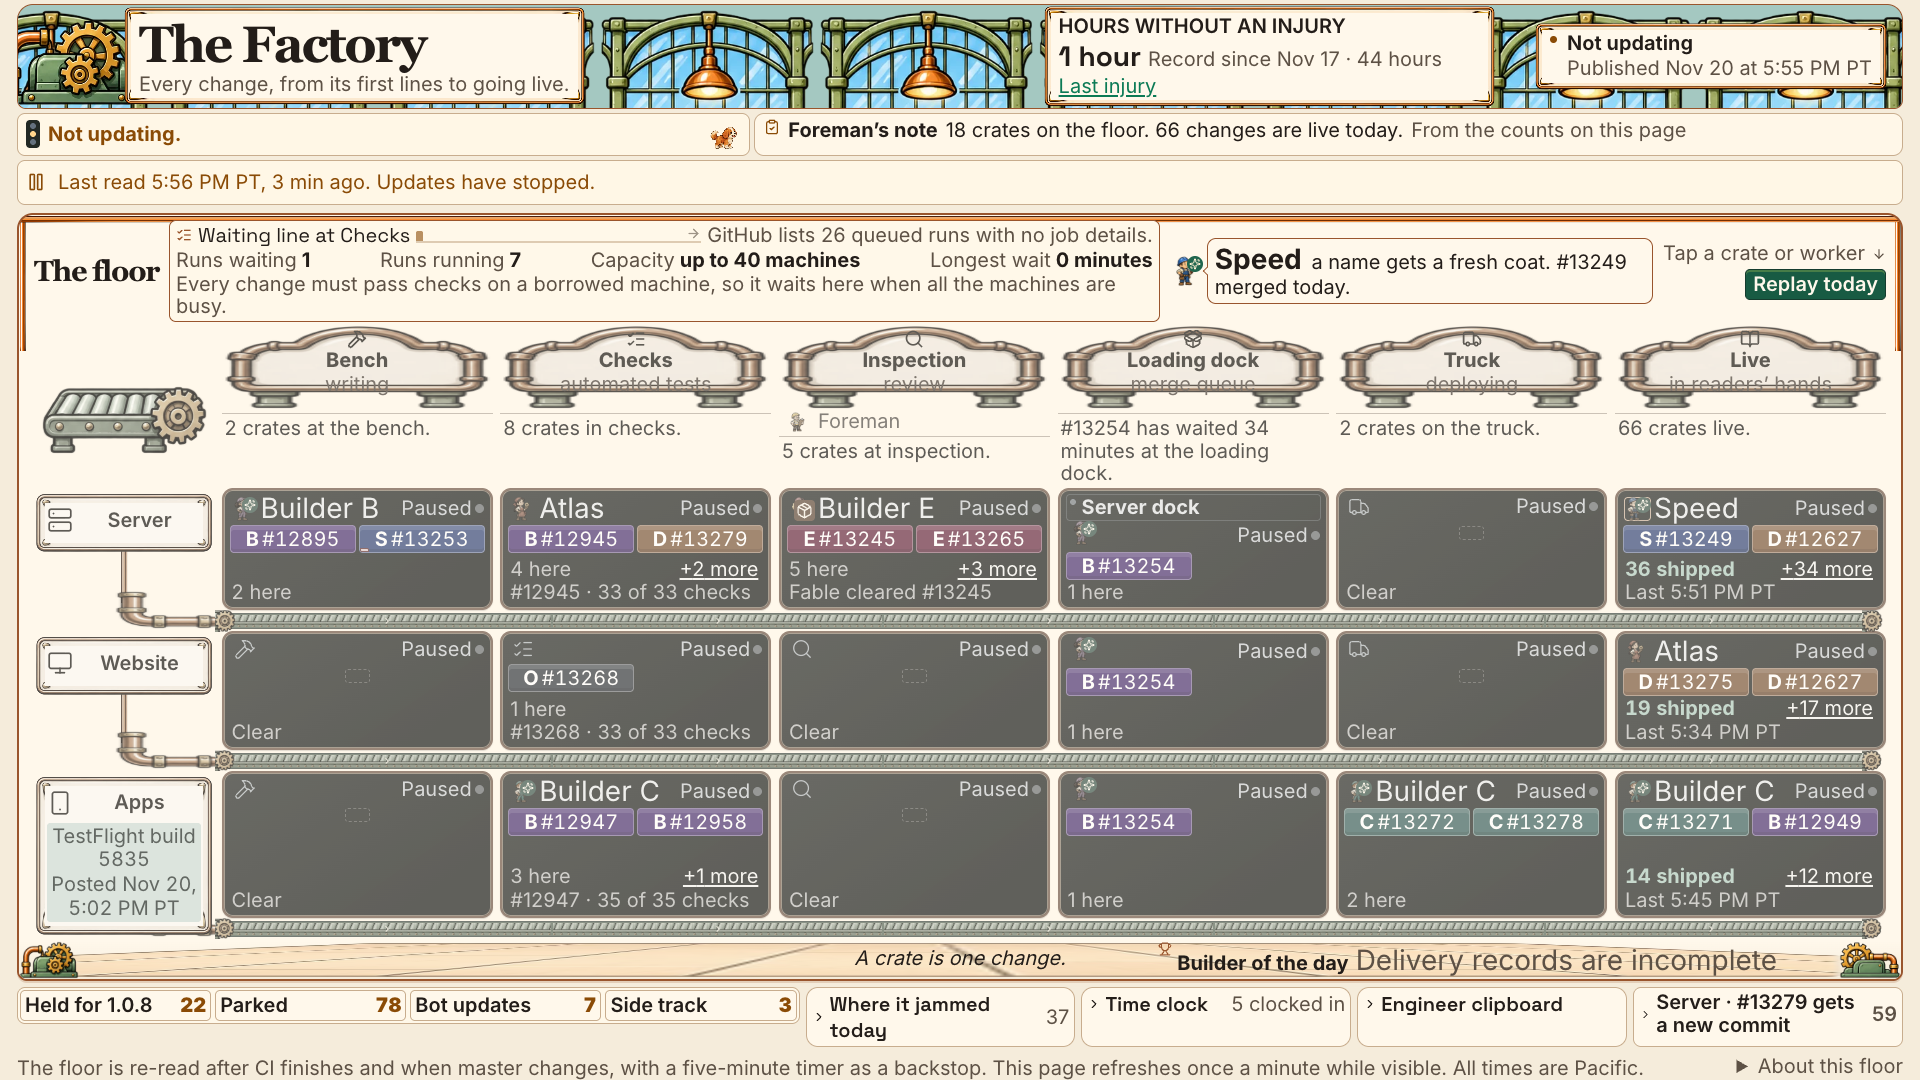 The Factory
Every change, from its first lines to going live.
HOURS WITHOUT AN INJURY
1 hour Record since Nov 17 · 44 hours
Last injury
Not updating
Published Nov 20 at 5:55 PM PT
Not updating.
Foreman’s note 18 crates on the floor. 66 changes are live today. From the counts on this page
Last read 5:56 PM PT, 3 min ago. Updates have stopped.
The floor
Waiting line at Checks → GitHub lists 26 queued runs with no job details.
Runs waiting 1 Runs running 7 Capacity up to 40 machines Longest wait 0 minutes
Every change must pass checks on a borrowed machine, so it waits here when all the machines are
busy.
Speed a name gets a fresh coat. #13249
merged today.
Tap a crate or worker ↓
Replay today
Bench
writing
Checks
automated tests
Inspection
review
Loading dock
merge queue
Truck
deploying
Live
in readers’ hands
2 crates at the bench.
8 crates in checks.
Foreman
5 crates at inspection.
#13254 has waited 34
minutes at the loading
dock.
2 crates on the truck.
66 crates live.
Server
Builder B Paused
B #12895 S #13253
2 here
Atlas Paused
B #12945 D #13279
4 here +2 more
#12945 · 33 of 33 checks
Builder E Paused
E #13245 E #13265
5 here +3 more
Fable cleared #13245
Server dock
Paused
B #13254
1 here
Paused
Clear
Speed Paused
S #13249 D #12627
36 shipped +34 more
Last 5:51 PM PT
Website
Paused
Clear
Paused
O #13268
1 here
#13268 · 33 of 33 checks
Paused
Clear
Paused
B #13254
1 here
Paused
Clear
Atlas Paused
D #13275 D #12627
19 shipped +17 more
Last 5:34 PM PT
Apps
TestFlight build
5835
Posted Nov 20,
5:02 PM PT
Paused
Clear
Builder C Paused
B #12947 B #12958
3 here +1 more
#12947 · 35 of 35 checks
Paused
Clear
Paused
B #13254
1 here
Builder C Paused
C #13272 C #13278
2 here
Builder C Paused
C #13271 B #12949
14 shipped +12 more
Last 5:45 PM PT
A crate is one change.
Builder of the day Delivery records are incomplete
Held for 1.0.8 22
Parked 78
Bot updates 7
Side track 3
Where it jammed
today 37
Time clock 5 clocked in
Engineer clipboard
Server · #13279 gets
a new commit 59
The floor is re-read after CI finishes and when master changes, with a five-minute timer as a backstop. This page refreshes once a minute while visible. All times are Pacific.
▶ About this floor